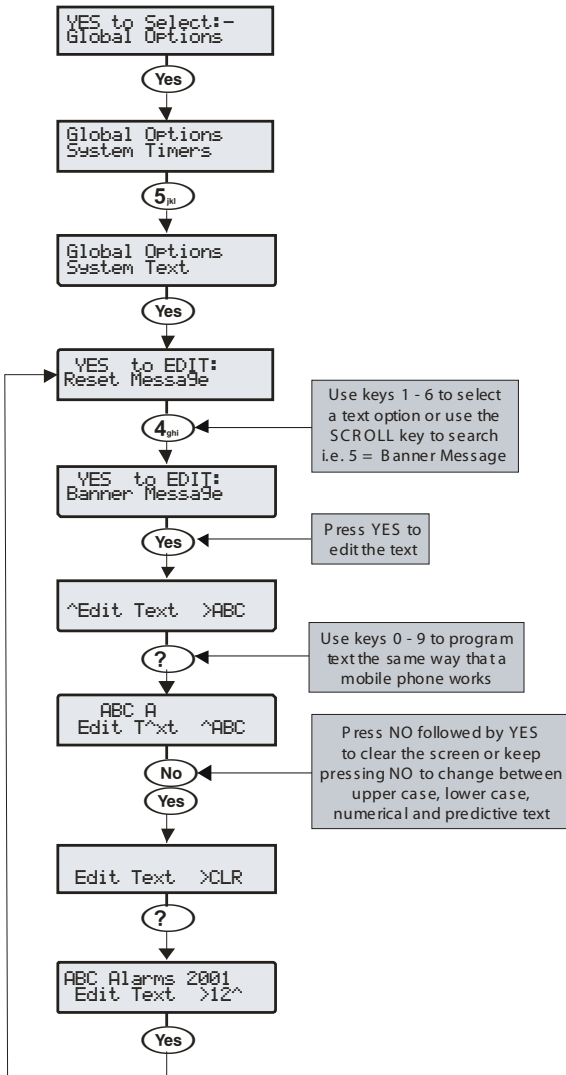 YES to Select:-
Global Options
Yes
Global Options
System Timers
5jkl
Global Options
System Text
Yes
YES to EDIT:
Reset Message
Use keys 1 - 6 to select
a text option or use the
SCROLL key to search
i.e. 5 = Banner Message
4ghi
YES to EDIT:
Banner Message
Press YES to
edit the text
Yes
^Edit Text >ABC
Use keys 0 - 9 to program
text the same way that a
mobile phone works
?
ABC A
Edit T^xt ^ABC
Press NO followed by YES
to clear the screen or keep
pressing NO to change between
upper case, lower case,
numerical and predictive text
No
Yes
Edit Text >CLR
?
ABC Alarms 2001
Edit Text >12^
Yes